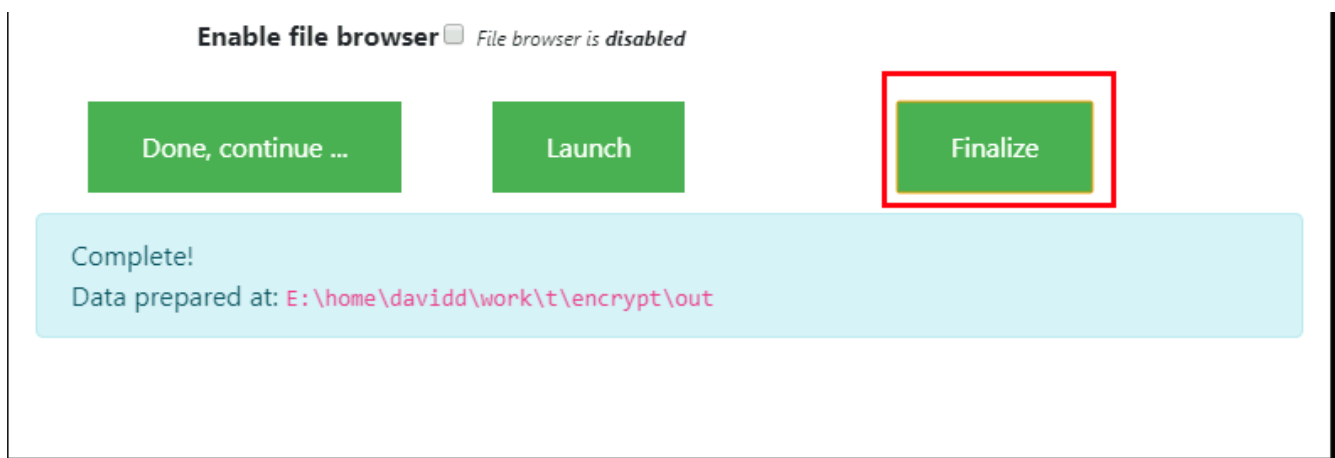 Enable file browser File browser is disabled
Done, continue ... Launch Finalize
Complete!
Data prepared at: E:\home\davidd\work\t\encrypt\out